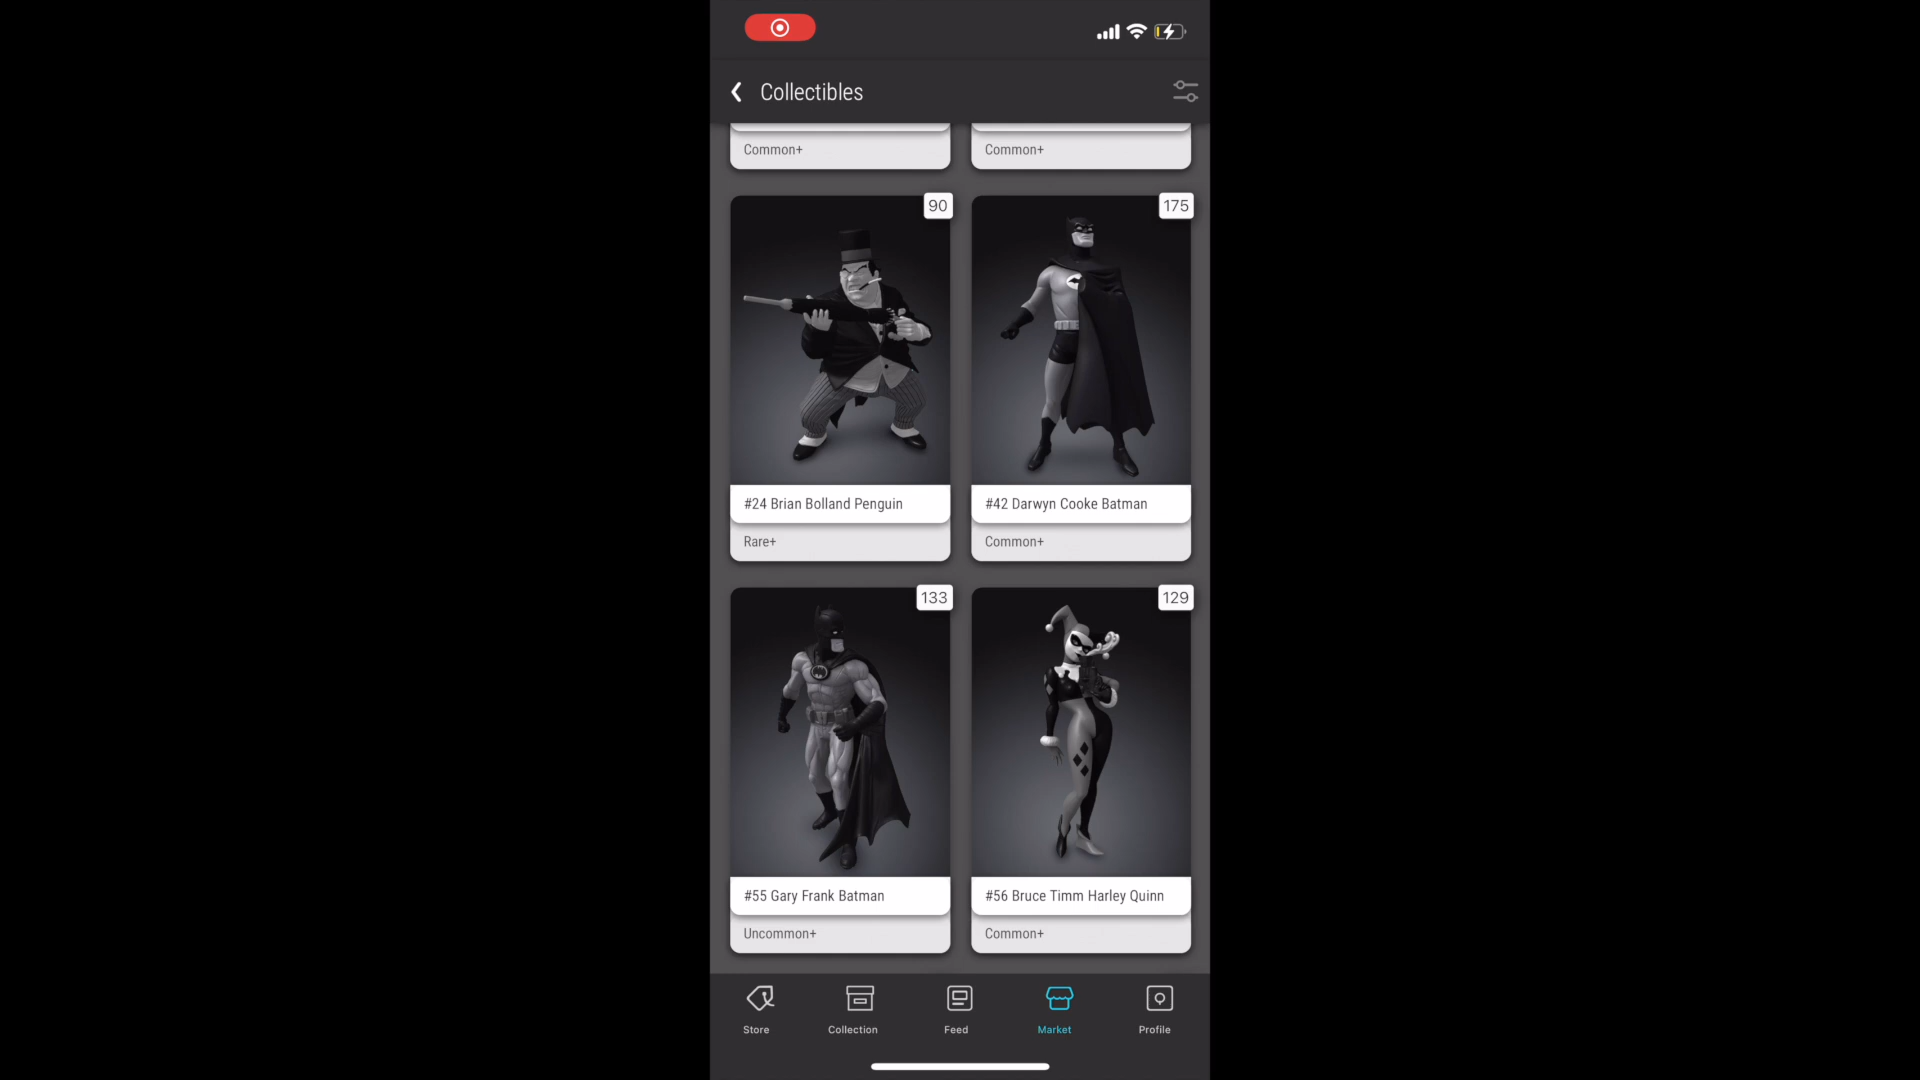 Collectibles
Common+
Common+
90
175
#24 Brian Bolland Penguin
#42 Darwyn Cooke Batman
Rare+
Common+
133
129
#55 Gary Frank Batman
#56 Bruce Timm Harley Quinn
Uncommon+
Common+
Store
Collection
Feed
Market
Profile